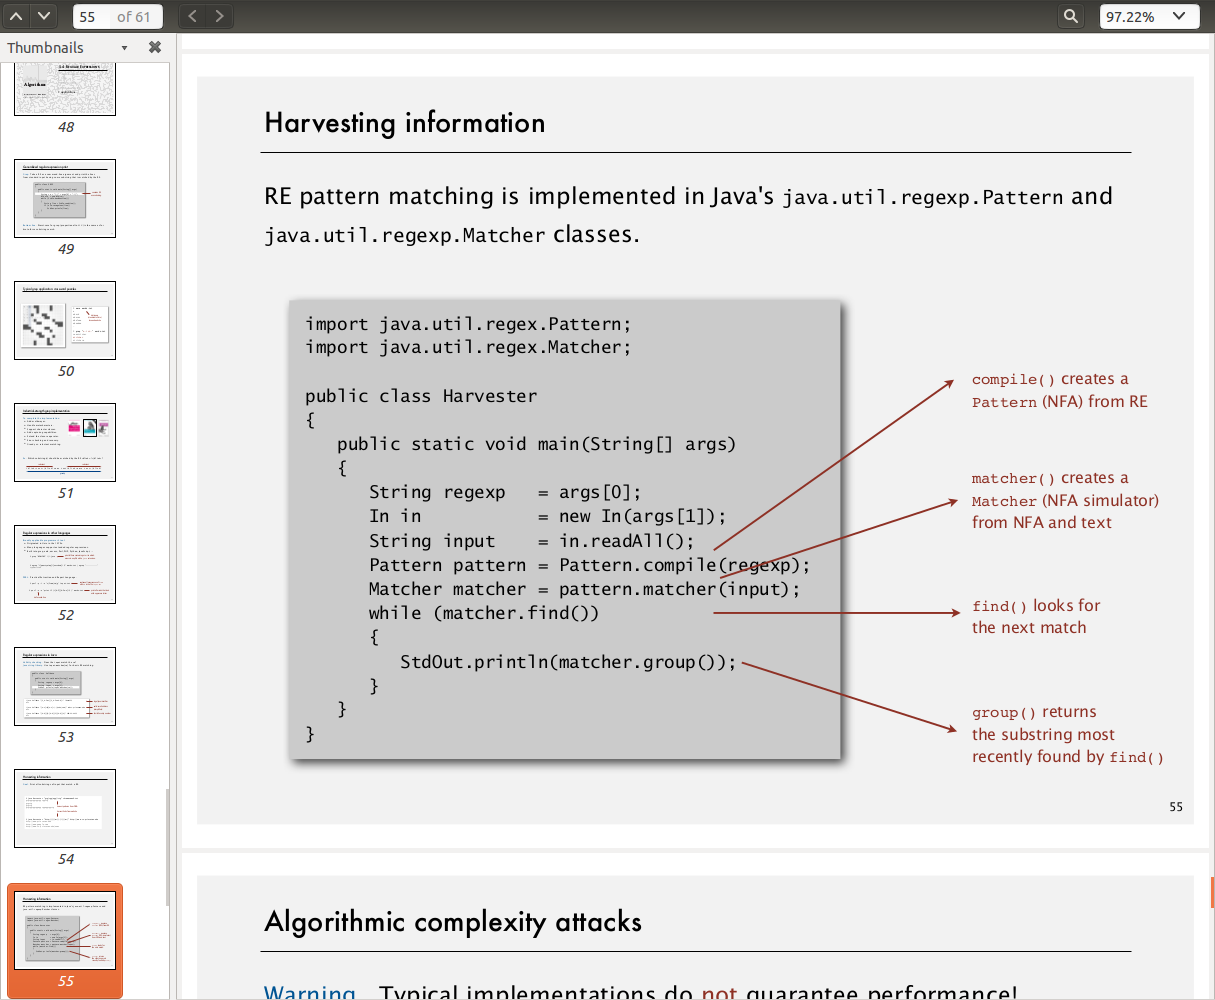 55 of 61
97.22%
Thumbnails
48
49
50
51
52
53
54
55
Harvesting information
RE pattern matching is implemented in Java's java.util.regexp.Pattern and
java.util.regexp.Matcher classes.
import java.util.regex.Pattern;
import java.util.regex.Matcher;
public class Harvester
{
public static void main(String[] args)
{
String regexp = args[0];
In in = new In(args[1]);
String input = in.readAll();
Pattern pattern = Pattern.compile(regexp);
Matcher matcher = pattern.matcher(input);
while (matcher.find())
{
StdOut.println(matcher.group());
}
}
}
compile() creates a
Pattern (NFA) from RE
matcher() creates a
Matcher (NFA simulator)
from NFA and text
find() looks for
the next match
group() returns
the substring most
recently found by find()
55
Algorithmic complexity attacks
Warning. Typical implementations do not guarantee performance!